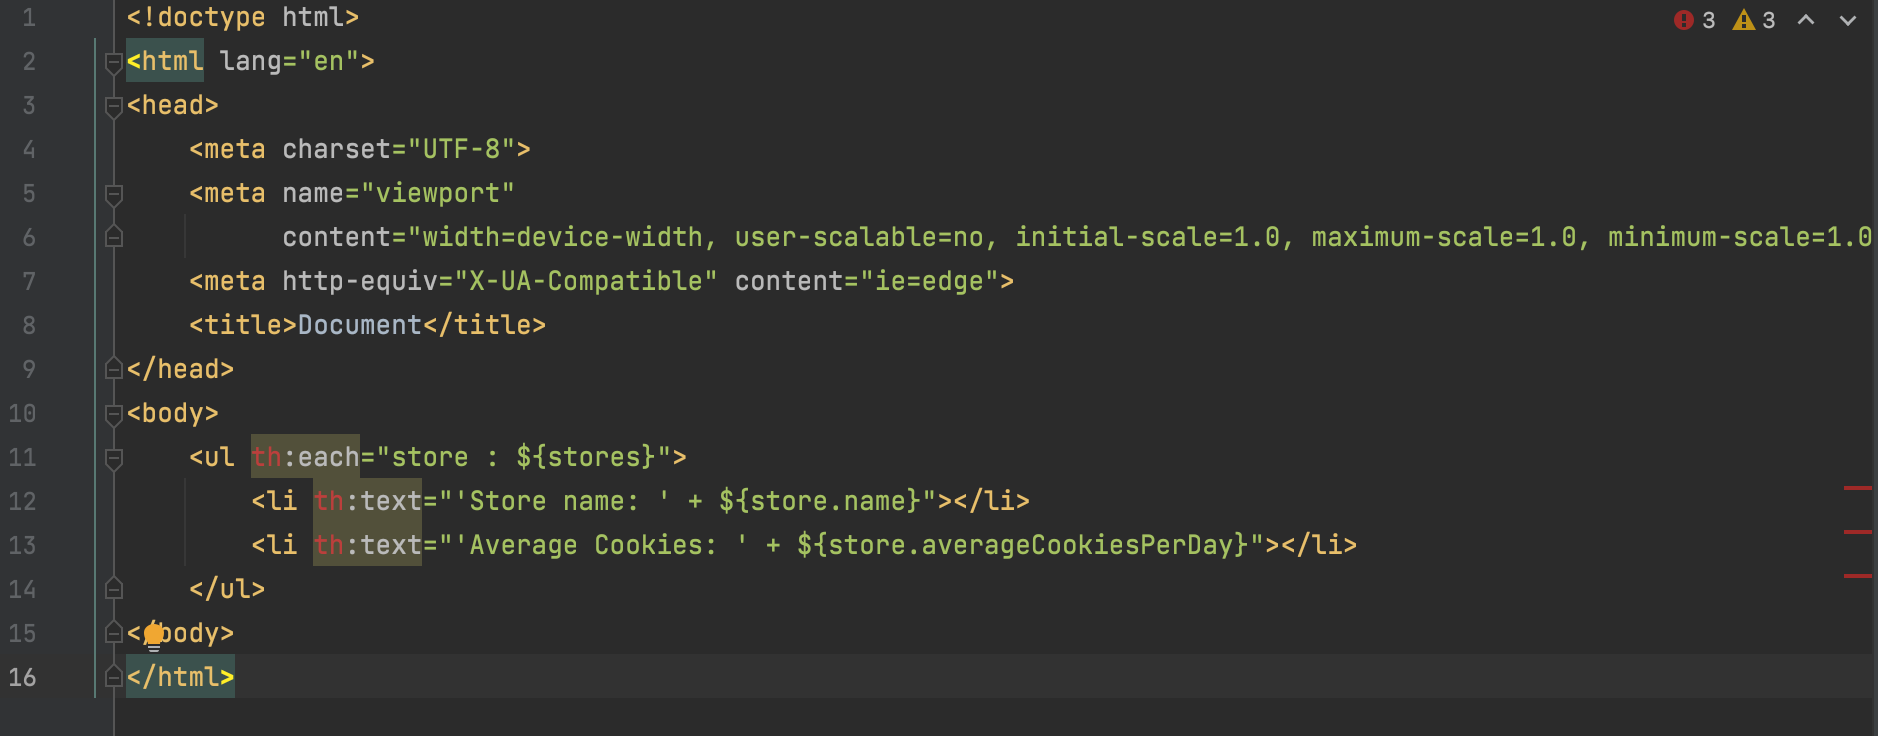 3 3
1 <!doctype html>
2 <html lang="en">
3 <head>
4     <meta charset="UTF-8">
5     <meta name="viewport"
6           content="width=device-width, user-scalable=no, initial-scale=1.0, maximum-scale=1.0, minimum-scale=1.0
7     <meta http-equiv="X-UA-Compatible" content="ie=edge">
8     <title>Document</title>
9 </head>
10 <body>
11     <ul th:each="store : ${stores}">
12         <li th:text="'Store name: ' + ${store.name}"></li>
13         <li th:text="'Average Cookies: ' + ${store.averageCookiesPerDay}"></li>
14     </ul>
15 </body>
16 </html>